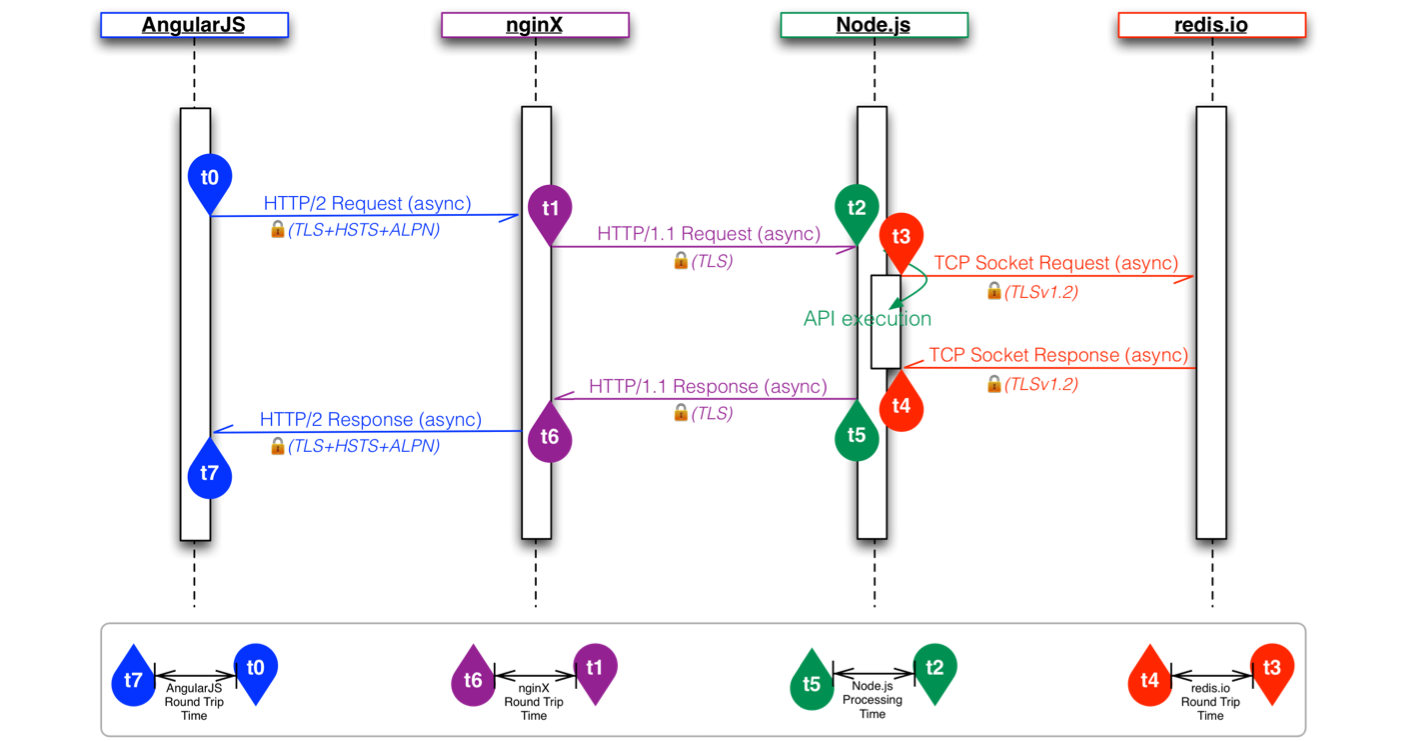 AngularJS
nginX
Node.js
redis.io
t0
HTTP/2 Request (async)
(TLS+HSTS+ALPN)
t1
HTTP/1.1 Request (async)
(TLS)
t2
t3
TCP Socket Request (async)
(TLSv1.2)
API execution
TCP Socket Response (async)
(TLSv1.2)
t4
HTTP/1.1 Response (async)
(TLS)
t5
t6
HTTP/2 Response (async)
(TLS+HSTS+ALPN)
t7
t7
t0
AngularJS
Round Trip
Time
t6
t1
nginX
Round Trip
Time
t5
t2
Node.js
Processing
Time
t4
t3
redis.io
Round Trip
Time